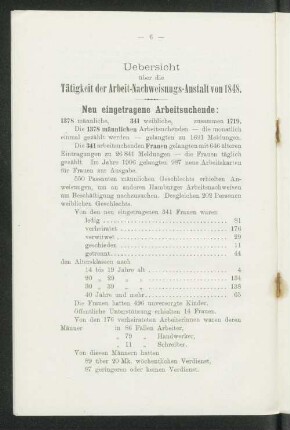 — 6 —
Uebersicht
über die
Tätigkeit der Arbeit-Nachweisungs-Anstalt von 1848.
Neu eingetragene Arbeitsuchende:
1378 männliche, 341 weibliche, zusammen 1719.
Die 1378 männlichen Arbeitsuchenden — die monatlich
einmal gezählt werden — gelangten zu 1691 Meldungen.
Die 341 arbeitsuchenden Frauen gelangten mit 646 älteren
Eintragungen zu 96 841 Meldungen — die Frauen täglich
gezählt. Im Jahre 1906 gelangten 987 neue Arbeitskarten
für Frauen zur Ausgabe.
550 Personen männlichen Geschlechts erhielten An-
weisungen, um an anderen Hamburger Arbeitsnachweisen
um Beschäftigung nachzusuchen. Desgleichen 202 Personen
weiblichen Geschlechts.
Von den neu eingetragenen 341 Frauen waren
ledig 81
verheiratet 176
verwitwet 29
geschieden 11
getrennt 44
den Altersklassen nach
14 bis 19 Jahre alt 4
20 „ 29 „ „ 134
30 „ 39 „ „ 138
40 Jahre und mehr 65
Die Frauen hatten 496 unversorgte Kinder.
öffentliche Unterstützung erhielten 14 Frauen.
Von den 176 verheirateten Arbeiterinnen waren deren
Männer in 86 Fällen Arbeiter,
„ 79 „ Handwerker,
„ 11 „ Schreiber.
Von diesen Männern hatten
89 über 20 Mk. wöchentlichen Verdienst,
87 geringeren oder keinen Verdienst.